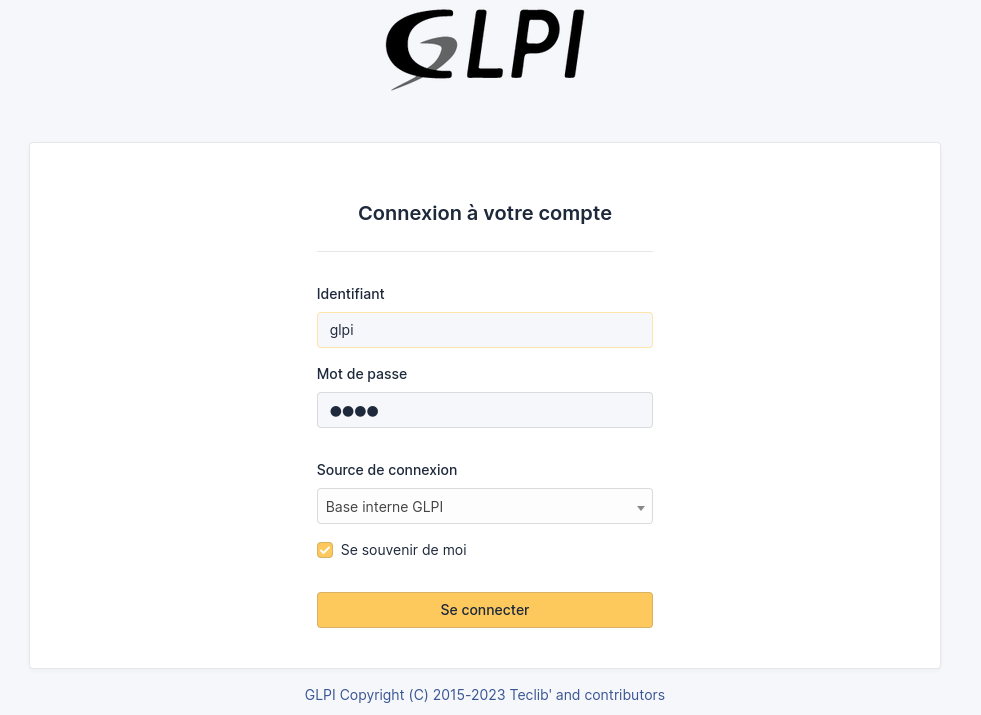 GLPI
Connexion à votre compte
Identifiant
glpi
Mot de passe
●●●●
Source de connexion
Base interne GLPI
Se souvenir de moi
Se connecter
GLPI Copyright (C) 2015-2023 Teclib' and contributors